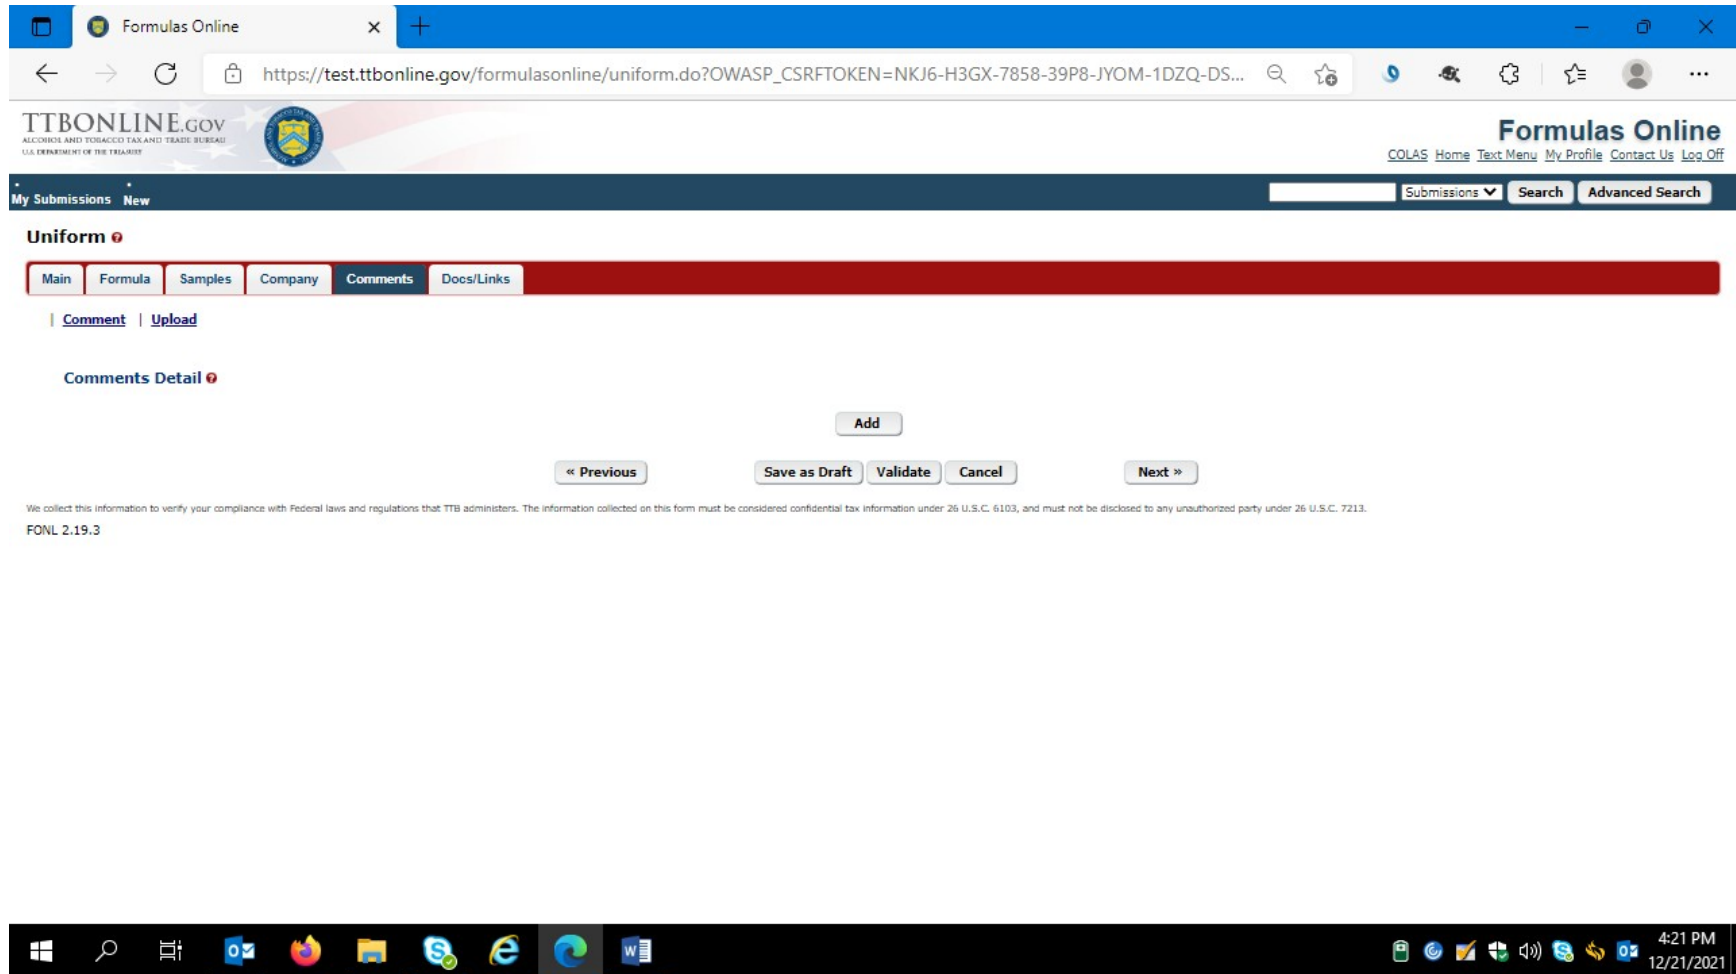 Formulas Online
https://test.ttbonline.gov/formulasonline/uniform.do?OWASP_CSRFTOKEN=NKJ6-H3GX-7858-39P8-JYOM-1DZQ-DS...
TTBONLINE.GOV
ALCOHOL AND TOBACCO TAX AND TRADE BUREAU
U.S. DEPARTMENT OF THE TREASURY
Formulas Online
COLAS Home Text Menu My Profile Contact Us Log Off
My Submissions New
Submissions Search Advanced Search
Uniform
Main Formula Samples Company Comments Docs/Links
| Comment | Upload
Comments Detail
Add
« Previous Save as Draft Validate Cancel Next »
We collect this information to verify your compliance with Federal laws and regulations that TTB administers. The information collected on this form must be considered confidential tax information under 26 U.S.C. 6103, and must not be disclosed to any unauthorized party under 26 U.S.C. 7213.
FONL 2.19.3
4:21 PM
12/21/2021